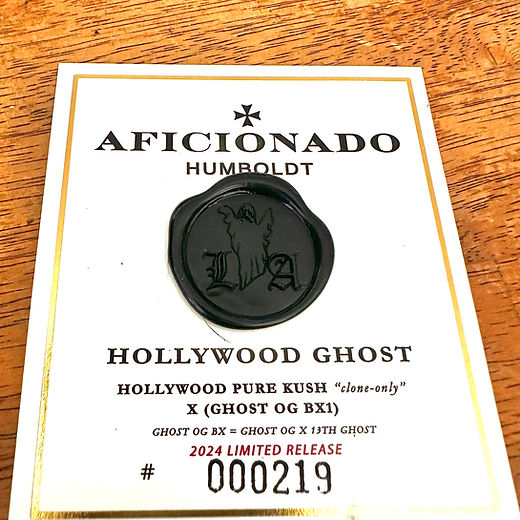 AFICIONADO
HUMBOLDT
L A
HOLLYWOOD GHOST
HOLLYWOOD PURE KUSH "clone-only"
X (GHOST OG BX1)
GHOST OG BX = GHOST OG X 13TH GHOST
2024 LIMITED RELEASE
# 000219